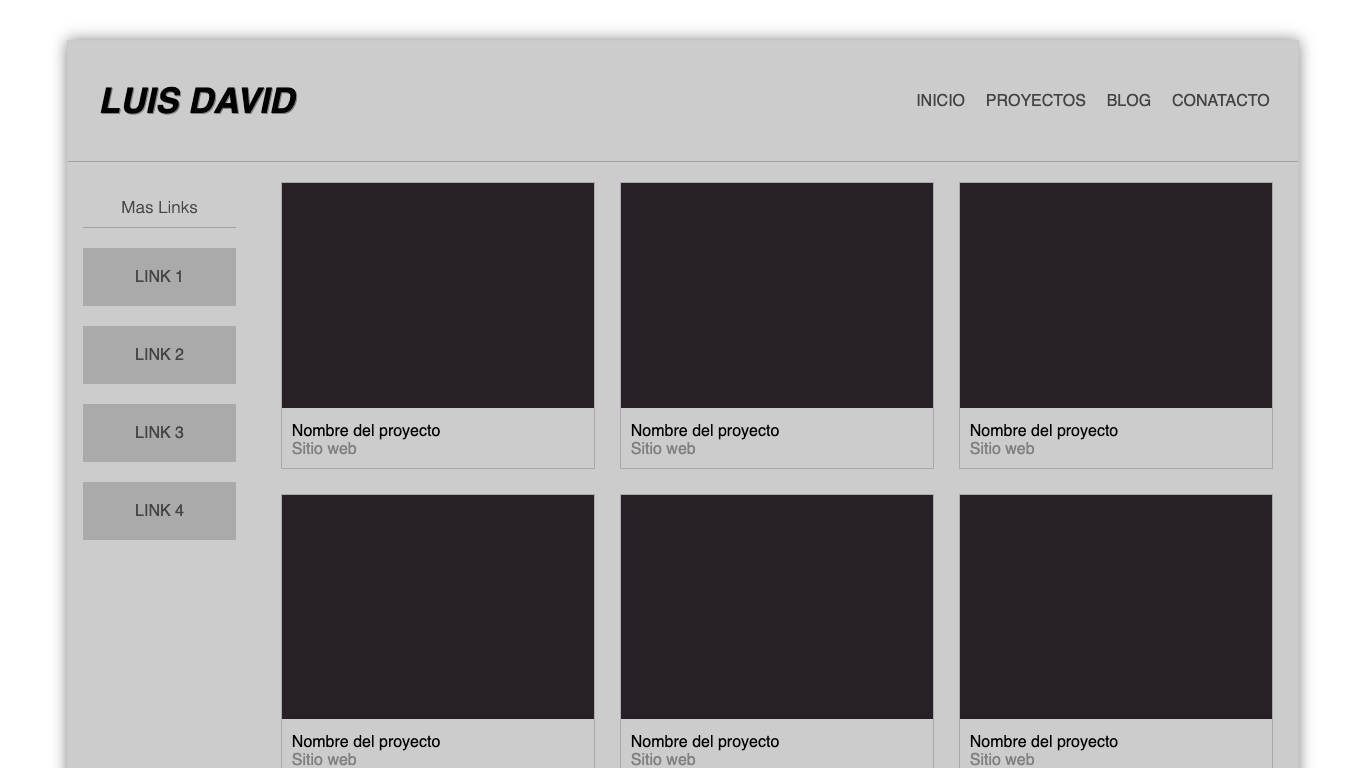 LUIS DAVID
INICIO PROYECTOS BLOG CONATACTO
Mas Links
LINK 1
LINK 2
LINK 3
LINK 4
Nombre del proyecto
Sitio web
Nombre del proyecto
Sitio web
Nombre del proyecto
Sitio web
Nombre del proyecto
Sitio web
Nombre del proyecto
Sitio web
Nombre del proyecto
Sitio web